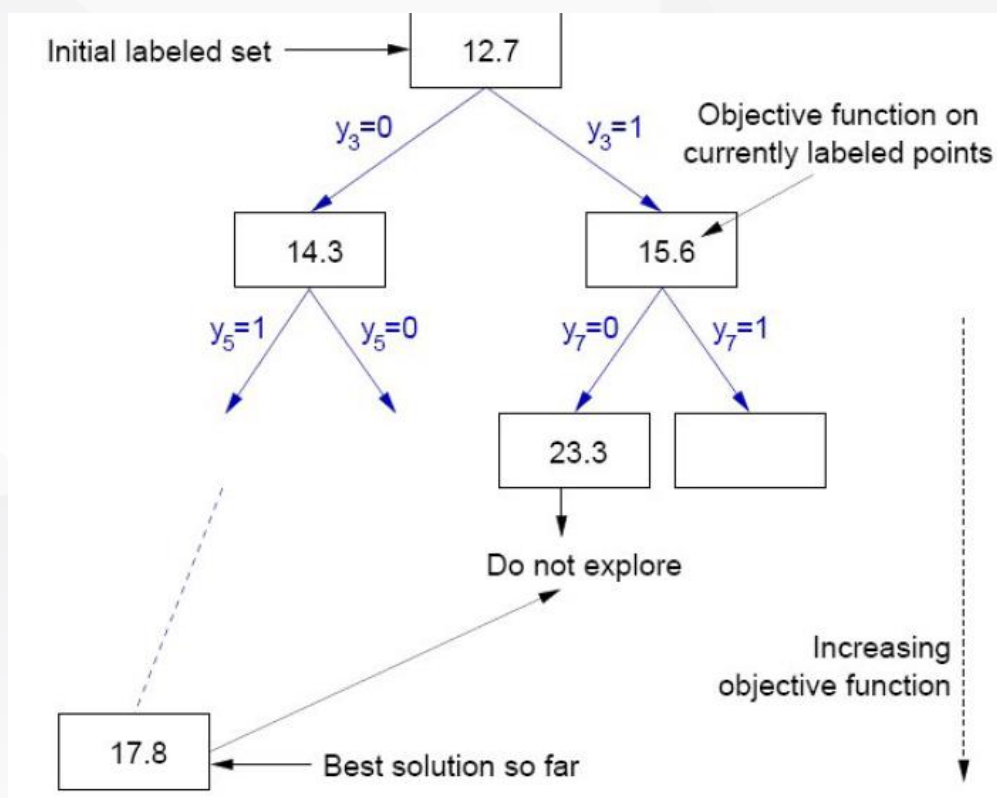 Initial labeled set
12.7
y₃=0
y₃=1
Objective function on
currently labeled points
14.3
15.6
y₅=1
y₅=0
y₇=0
y₇=1
23.3
Do not explore
Increasing
objective function
17.8
Best solution so far